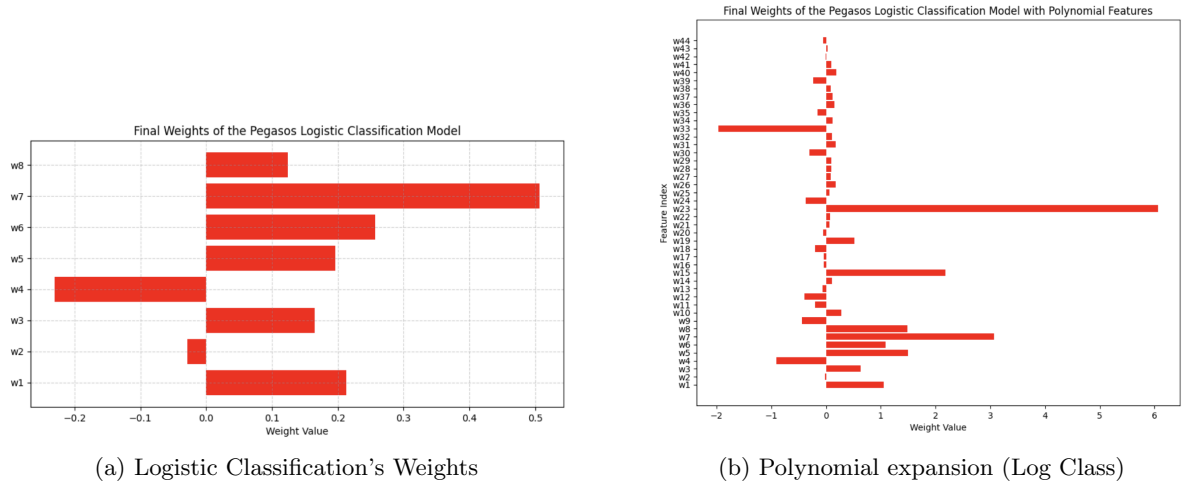 Final Weights of the Pegasos Logistic Classification Model
w8
w7
w6
w5
w4
w3
w2
w1
−0.2 −0.1 0.0 0.1 0.2 0.3 0.4 0.5
Weight Value
(a) Logistic Classification's Weights
Final Weights of the Pegasos Logistic Classification Model with Polynomial Features
Feature Index
w44
w43
w42
w41
w40
w39
w38
w37
w36
w35
w34
w33
w32
w31
w30
w29
w28
w27
w26
w25
w24
w23
w22
w21
w20
w19
w18
w17
w16
w15
w14
w13
w12
w11
w10
w9
w8
w7
w6
w5
w4
w3
w2
w1
−2 −1 0 1 2 3 4 5 6
Weight Value
(b) Polynomial expansion (Log Class)